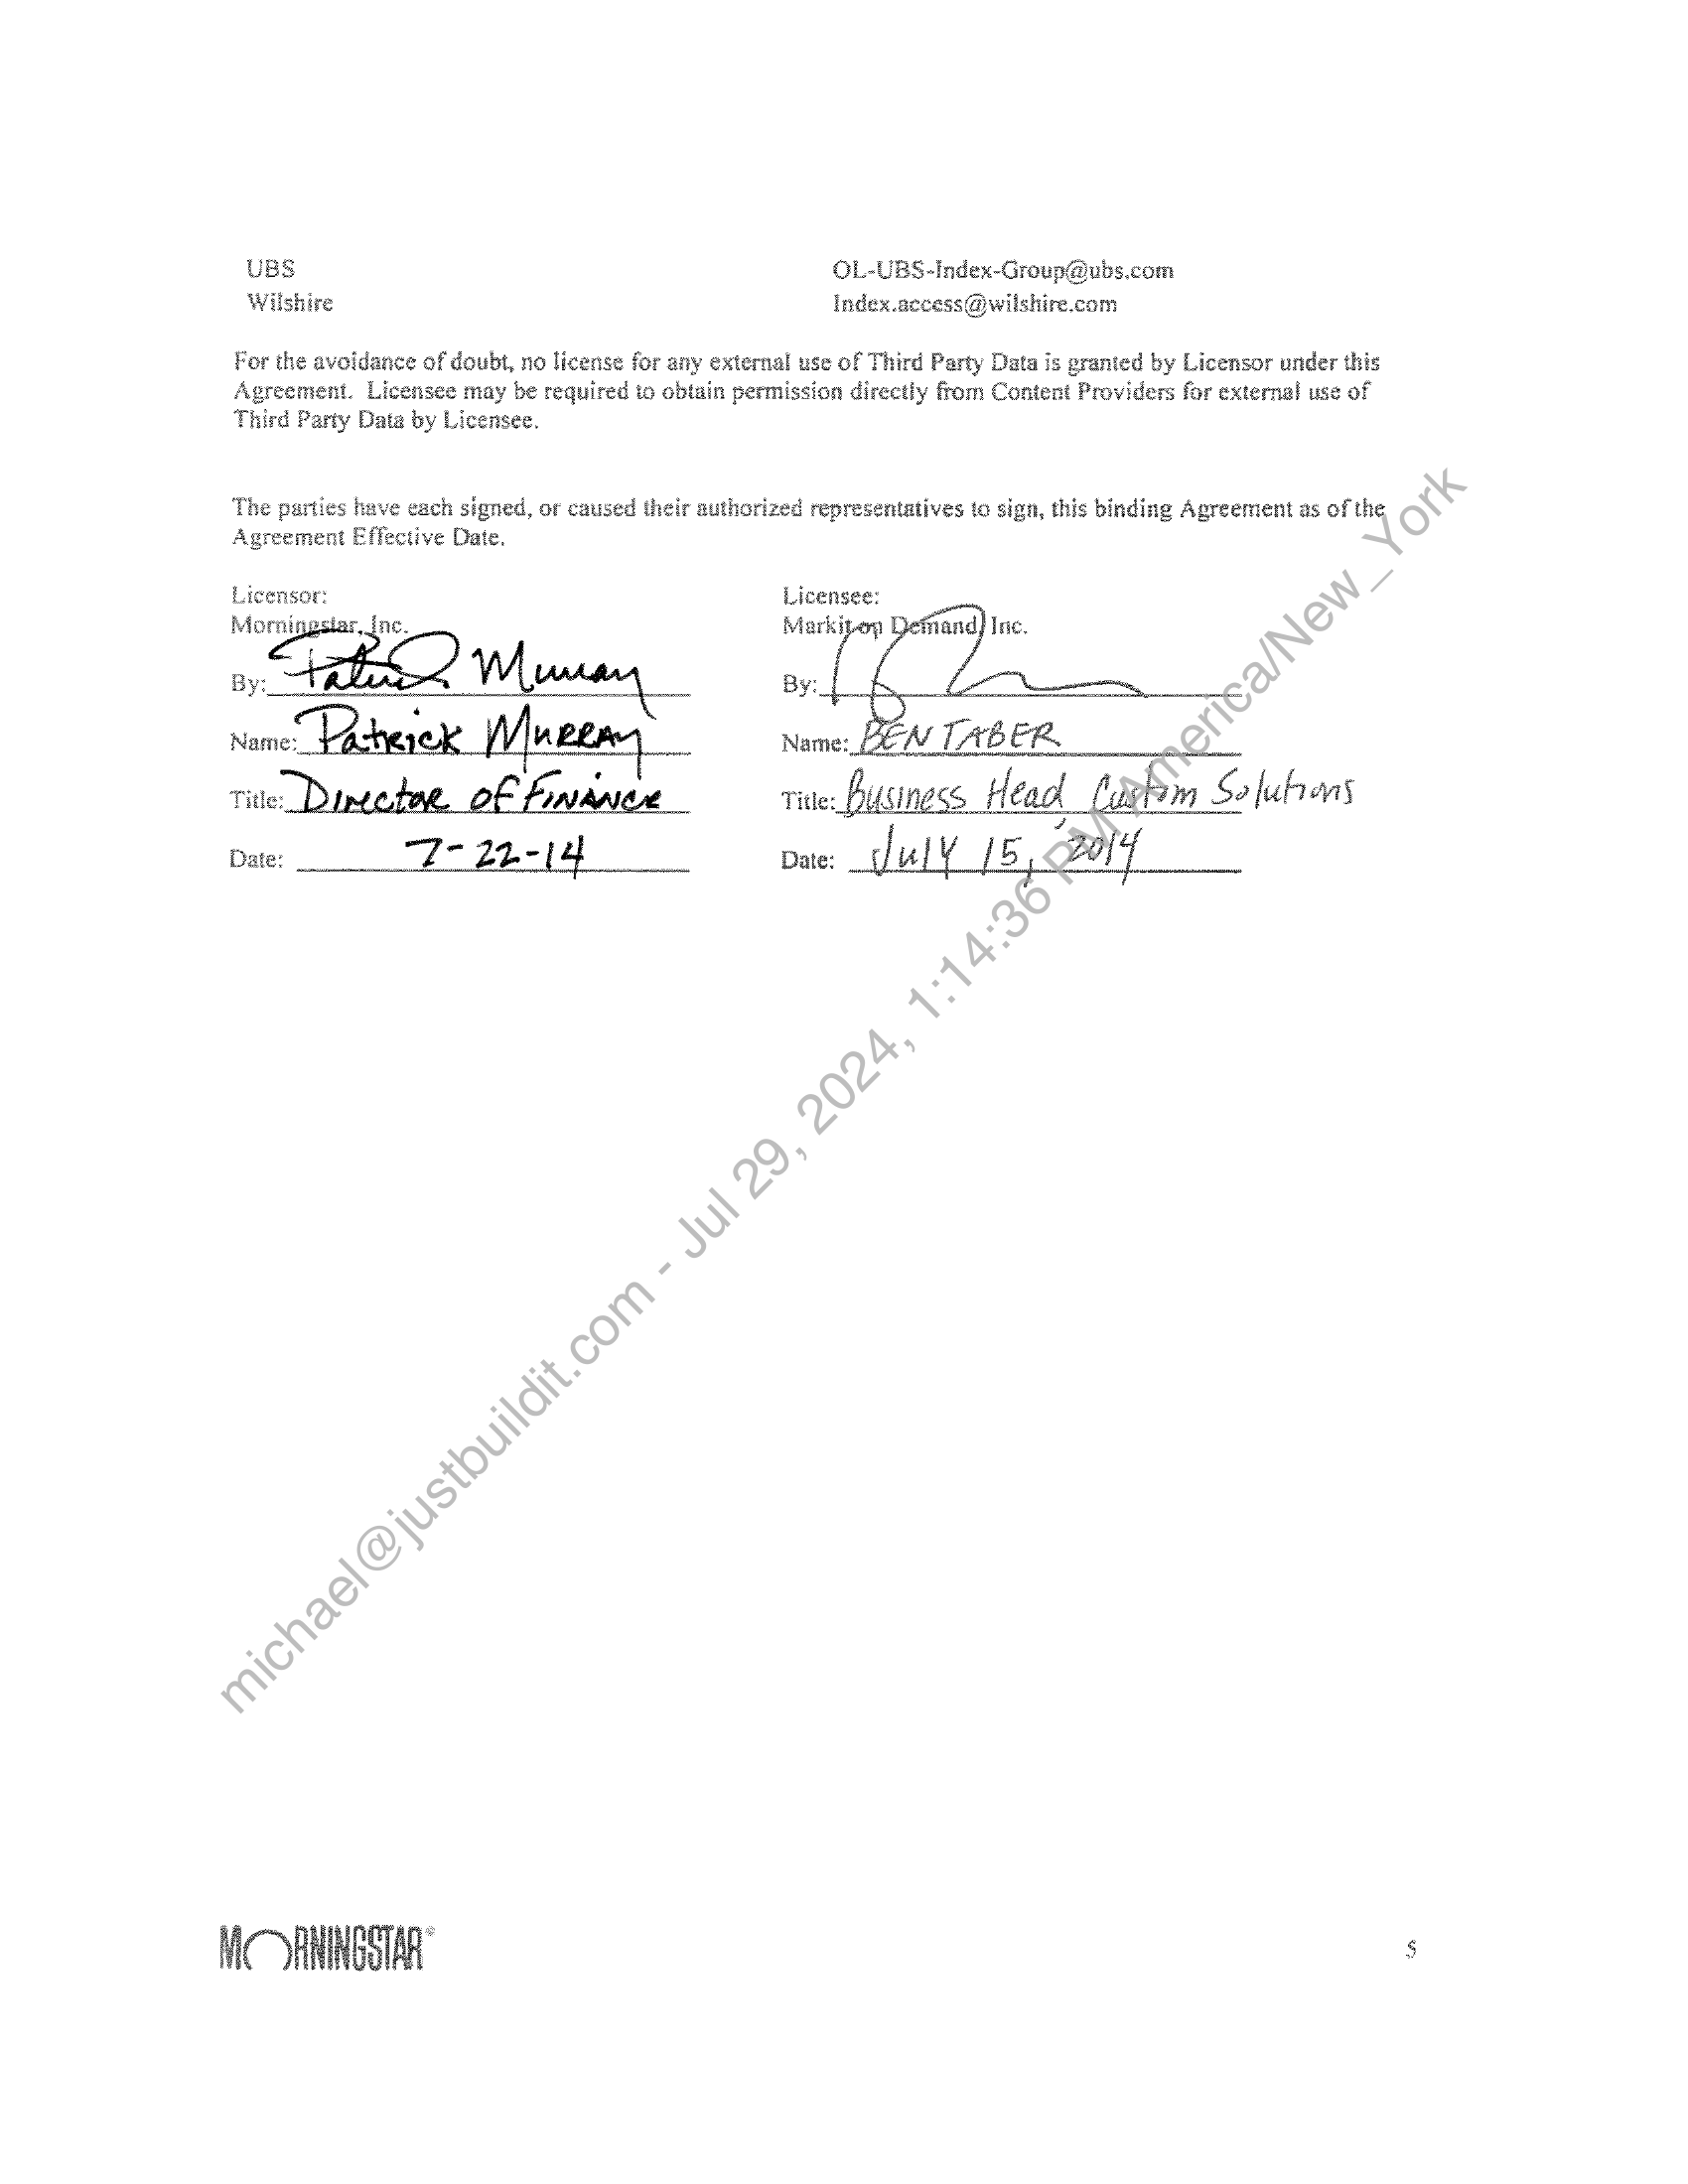 UBS OL-UBS-Index-Group@ubs.com
Wilshire Index.access@wilshire.com
For the avoidance of doubt, no license for any external use of Third Party Data is granted by Licensor under this
Agreement. Licensee may be required to obtain permission directly from Content Providers for external use of
Third Party Data by Licensee.
The parties have each signed, or caused their authorized representatives to sign, this binding Agreement as of the
Agreement Effective Date.
Licensor: Licensee:
Morningstar, Inc. Markit on Demand, Inc.
By: Patrick Murray By:
Name: Patrick Murray Name: BEN TABER
Title: Director of Finance Title: Business Head, Custom Solutions
Date: 7-22-14 Date: July 15, 2014
michael@justbuildit.com - Jul 29, 2024, 1:14:36 PM America/New_York
MORNINGSTAR® 5